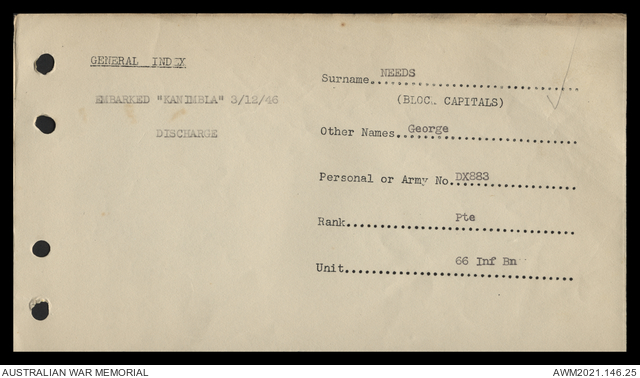 GENERAL INDEX
EMBARKED "KANIMBLA" 3/12/46
DISCHARGE
Surname NEEDS
(BLOC. CAPITALS)
Other Names. George
Personal or Army No. DX883
Rank Pte
Unit 66 Inf Bn
AUSTRALIAN WAR MEMORIAL
AWM2021.146.25